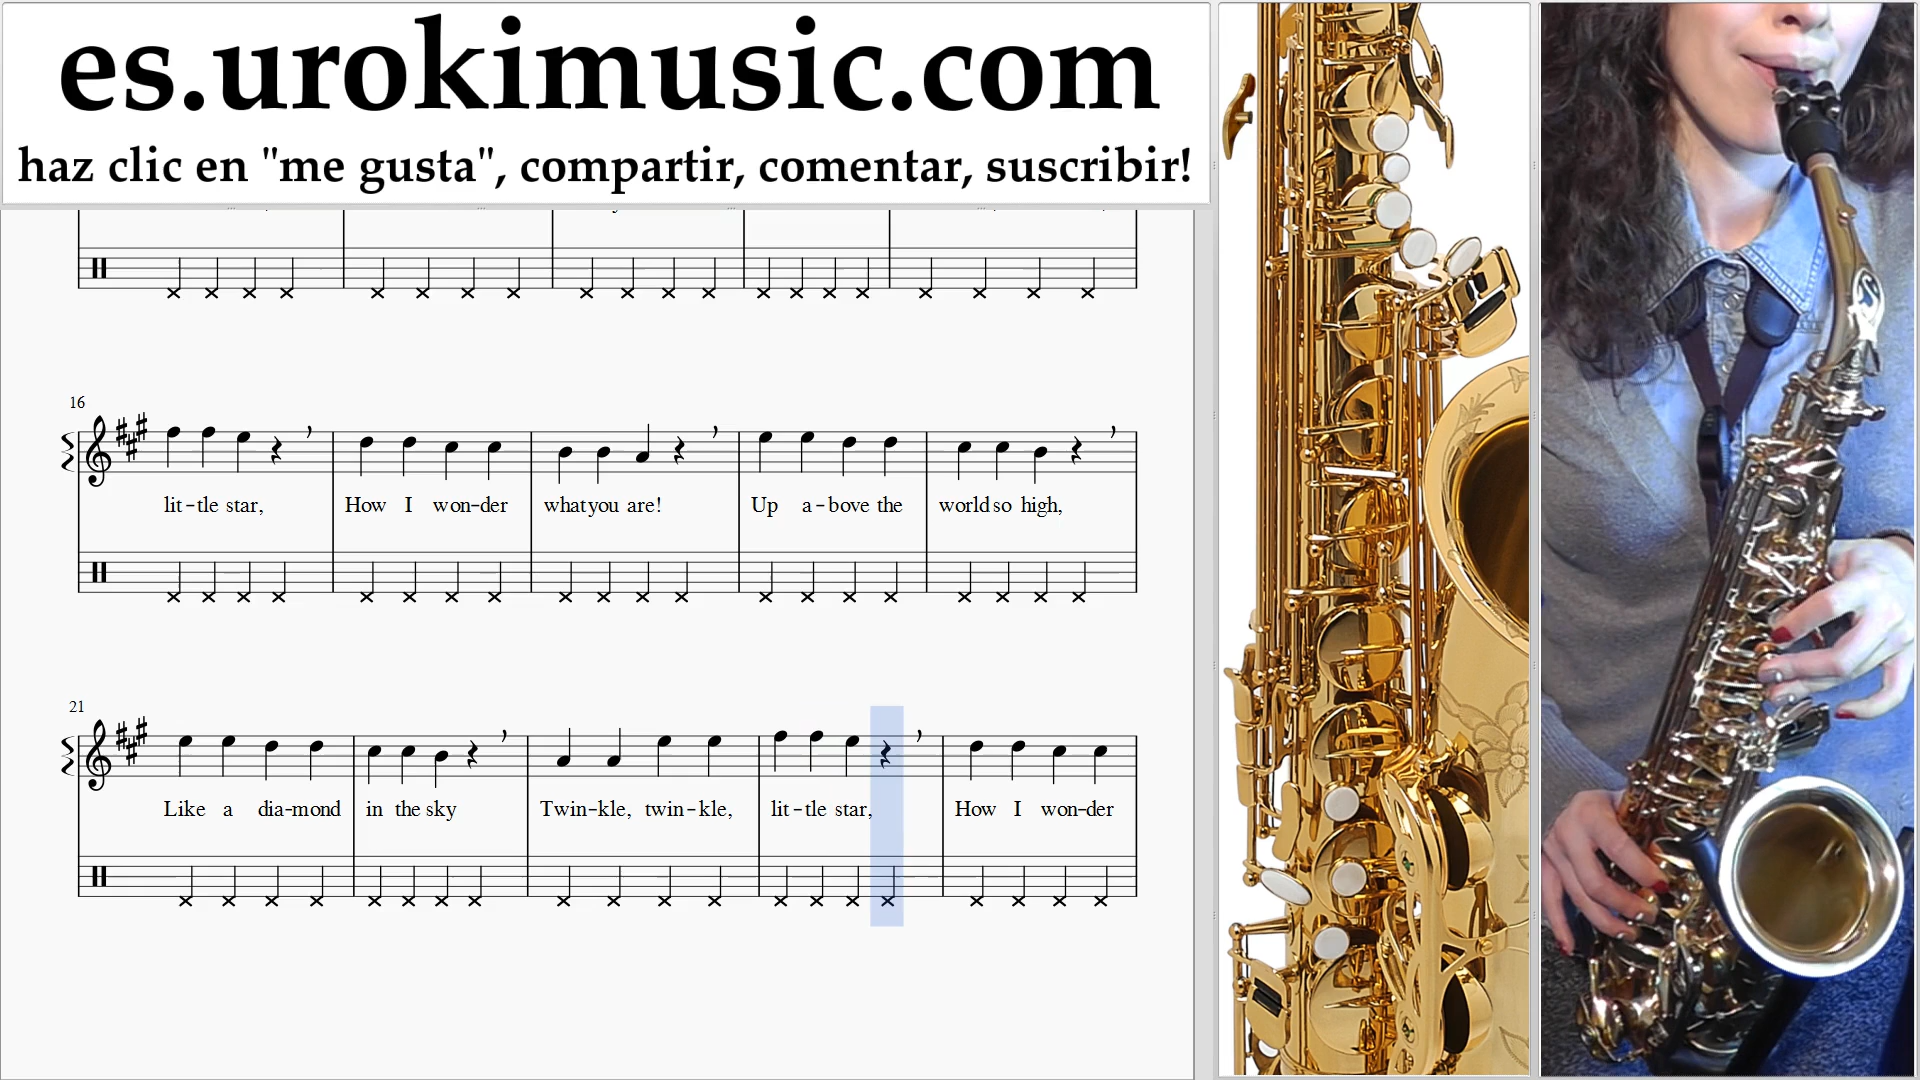 es.urokimusic.com
haz clic en "me gusta", compartir, comentar, suscribir!
16
lit-tle star, How I won-der what you are! Up a-bove the world so high,
21
Like a dia-mond in the sky Twin-kle, twin-kle, lit-tle star, How I won-der